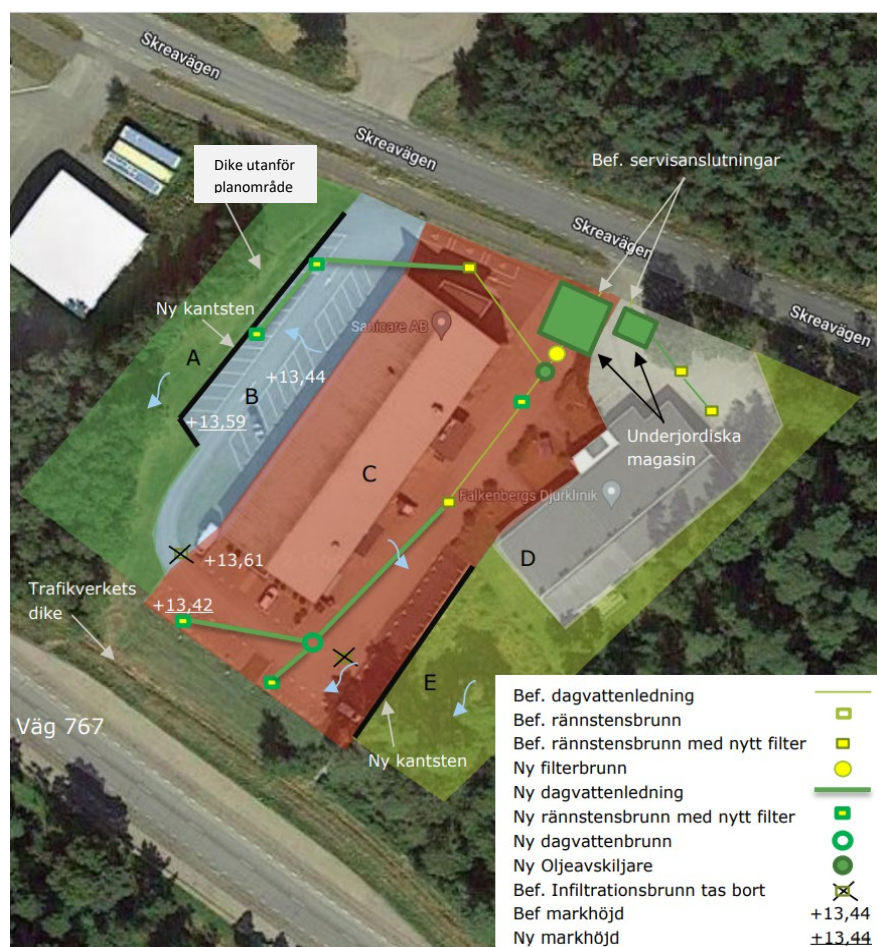 Skreavägen
Skreavägen
Dike utanför
planområde
Bef. servisanslutningar
Skreavägen
Skreavägen
Ny kantsten
Sanicare AB
A
B
+13,44
+13,59
Underjordiska
magasin
C
Falkenbergs Djurklinik
D
+13,61
Trafikverkets
dike
+13,42
E
Väg 767
Ny kantsten
Bef. dagvattenledning
Bef. rännstensbrunn
Bef. rännstensbrunn med nytt filter
Ny filterbrunn
Ny dagvattenledning
Ny rännstensbrunn med nytt filter
Ny dagvattenbrunn
Ny Oljeavskiljare
Bef. Infiltrationsbrunn tas bort
Bef markhöjd +13,44
Ny markhöjd +13,44